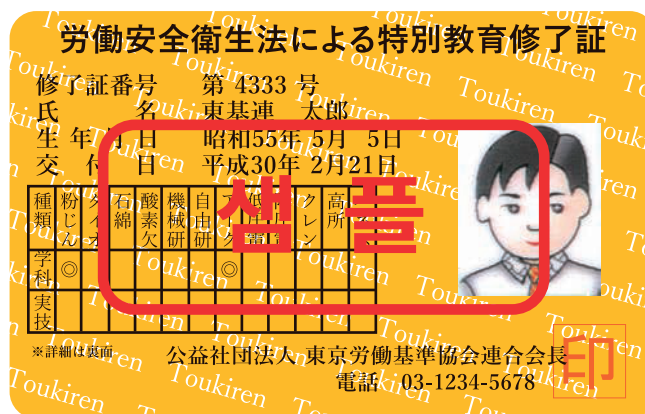 労働安全衛生法による特別教育修了証
修了証番号 第 4333 号
氏 名 東基連 太郎
生年月日 昭和55年 5月 5日
交付日 平成30年 2月21日
샘플
種類 粉じん 石綿 酸素欠 機械研 自由研 クレン 高所
学科 ◎ ◎
実技
※詳細は裏面
公益社団法人 東京労働基準協会連合会長
電話 03-1234-5678
印
Toukiren